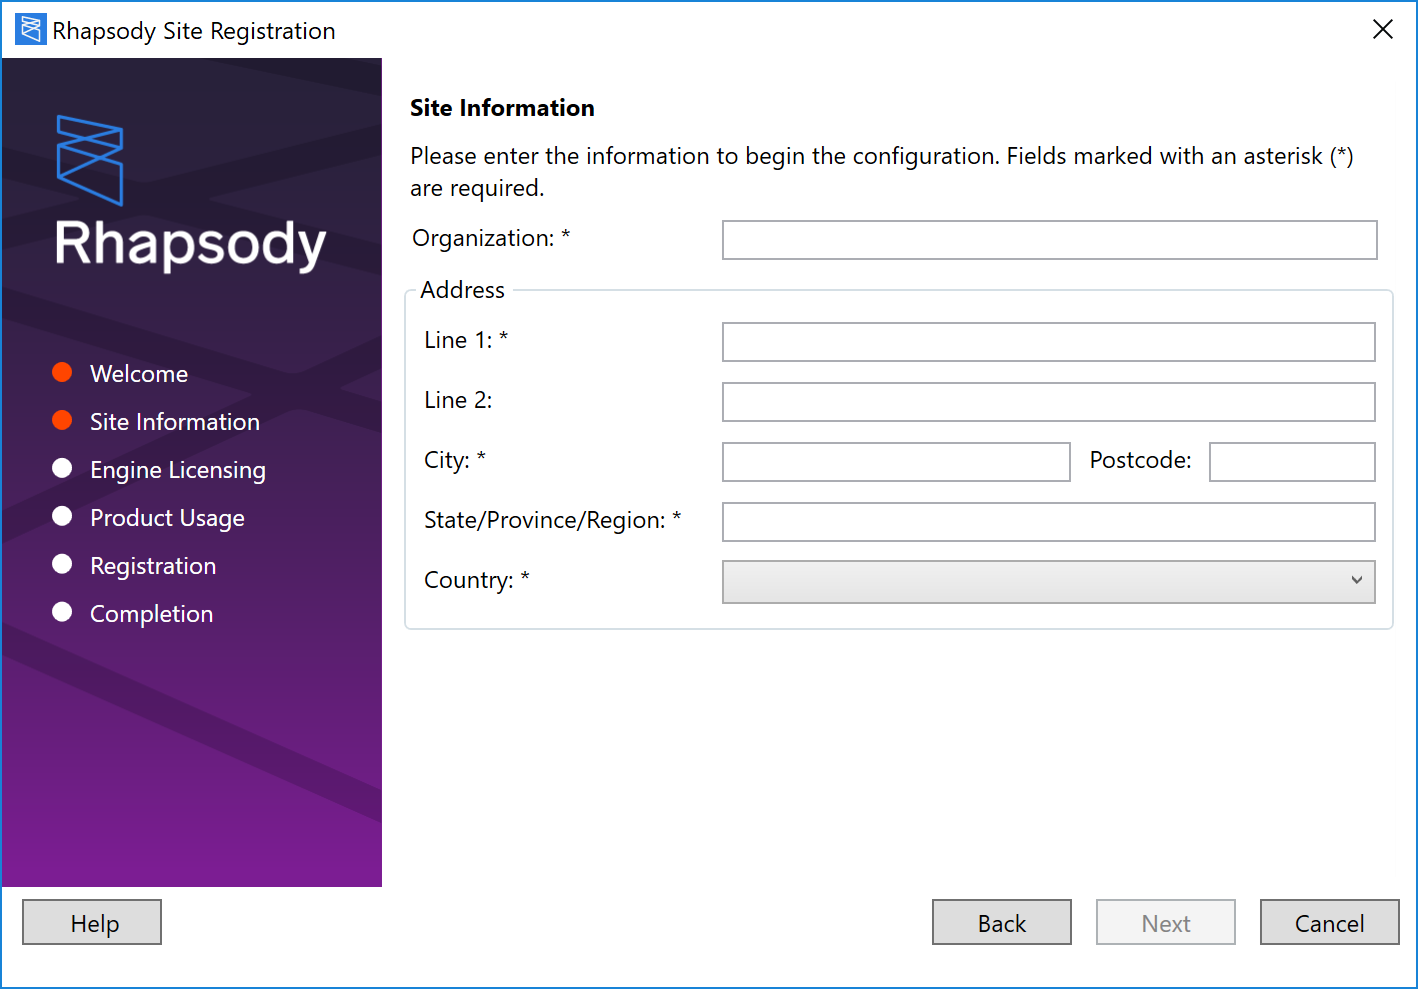 Rhapsody Site Registration
Rhapsody
Welcome
Site Information
Engine Licensing
Product Usage
Registration
Completion
Site Information
Please enter the information to begin the configuration. Fields marked with an asterisk (*)
are required.
Organization: *
Address
Line 1: *
Line 2:
City: * Postcode:
State/Province/Region: *
Country: *
Help Back Next Cancel